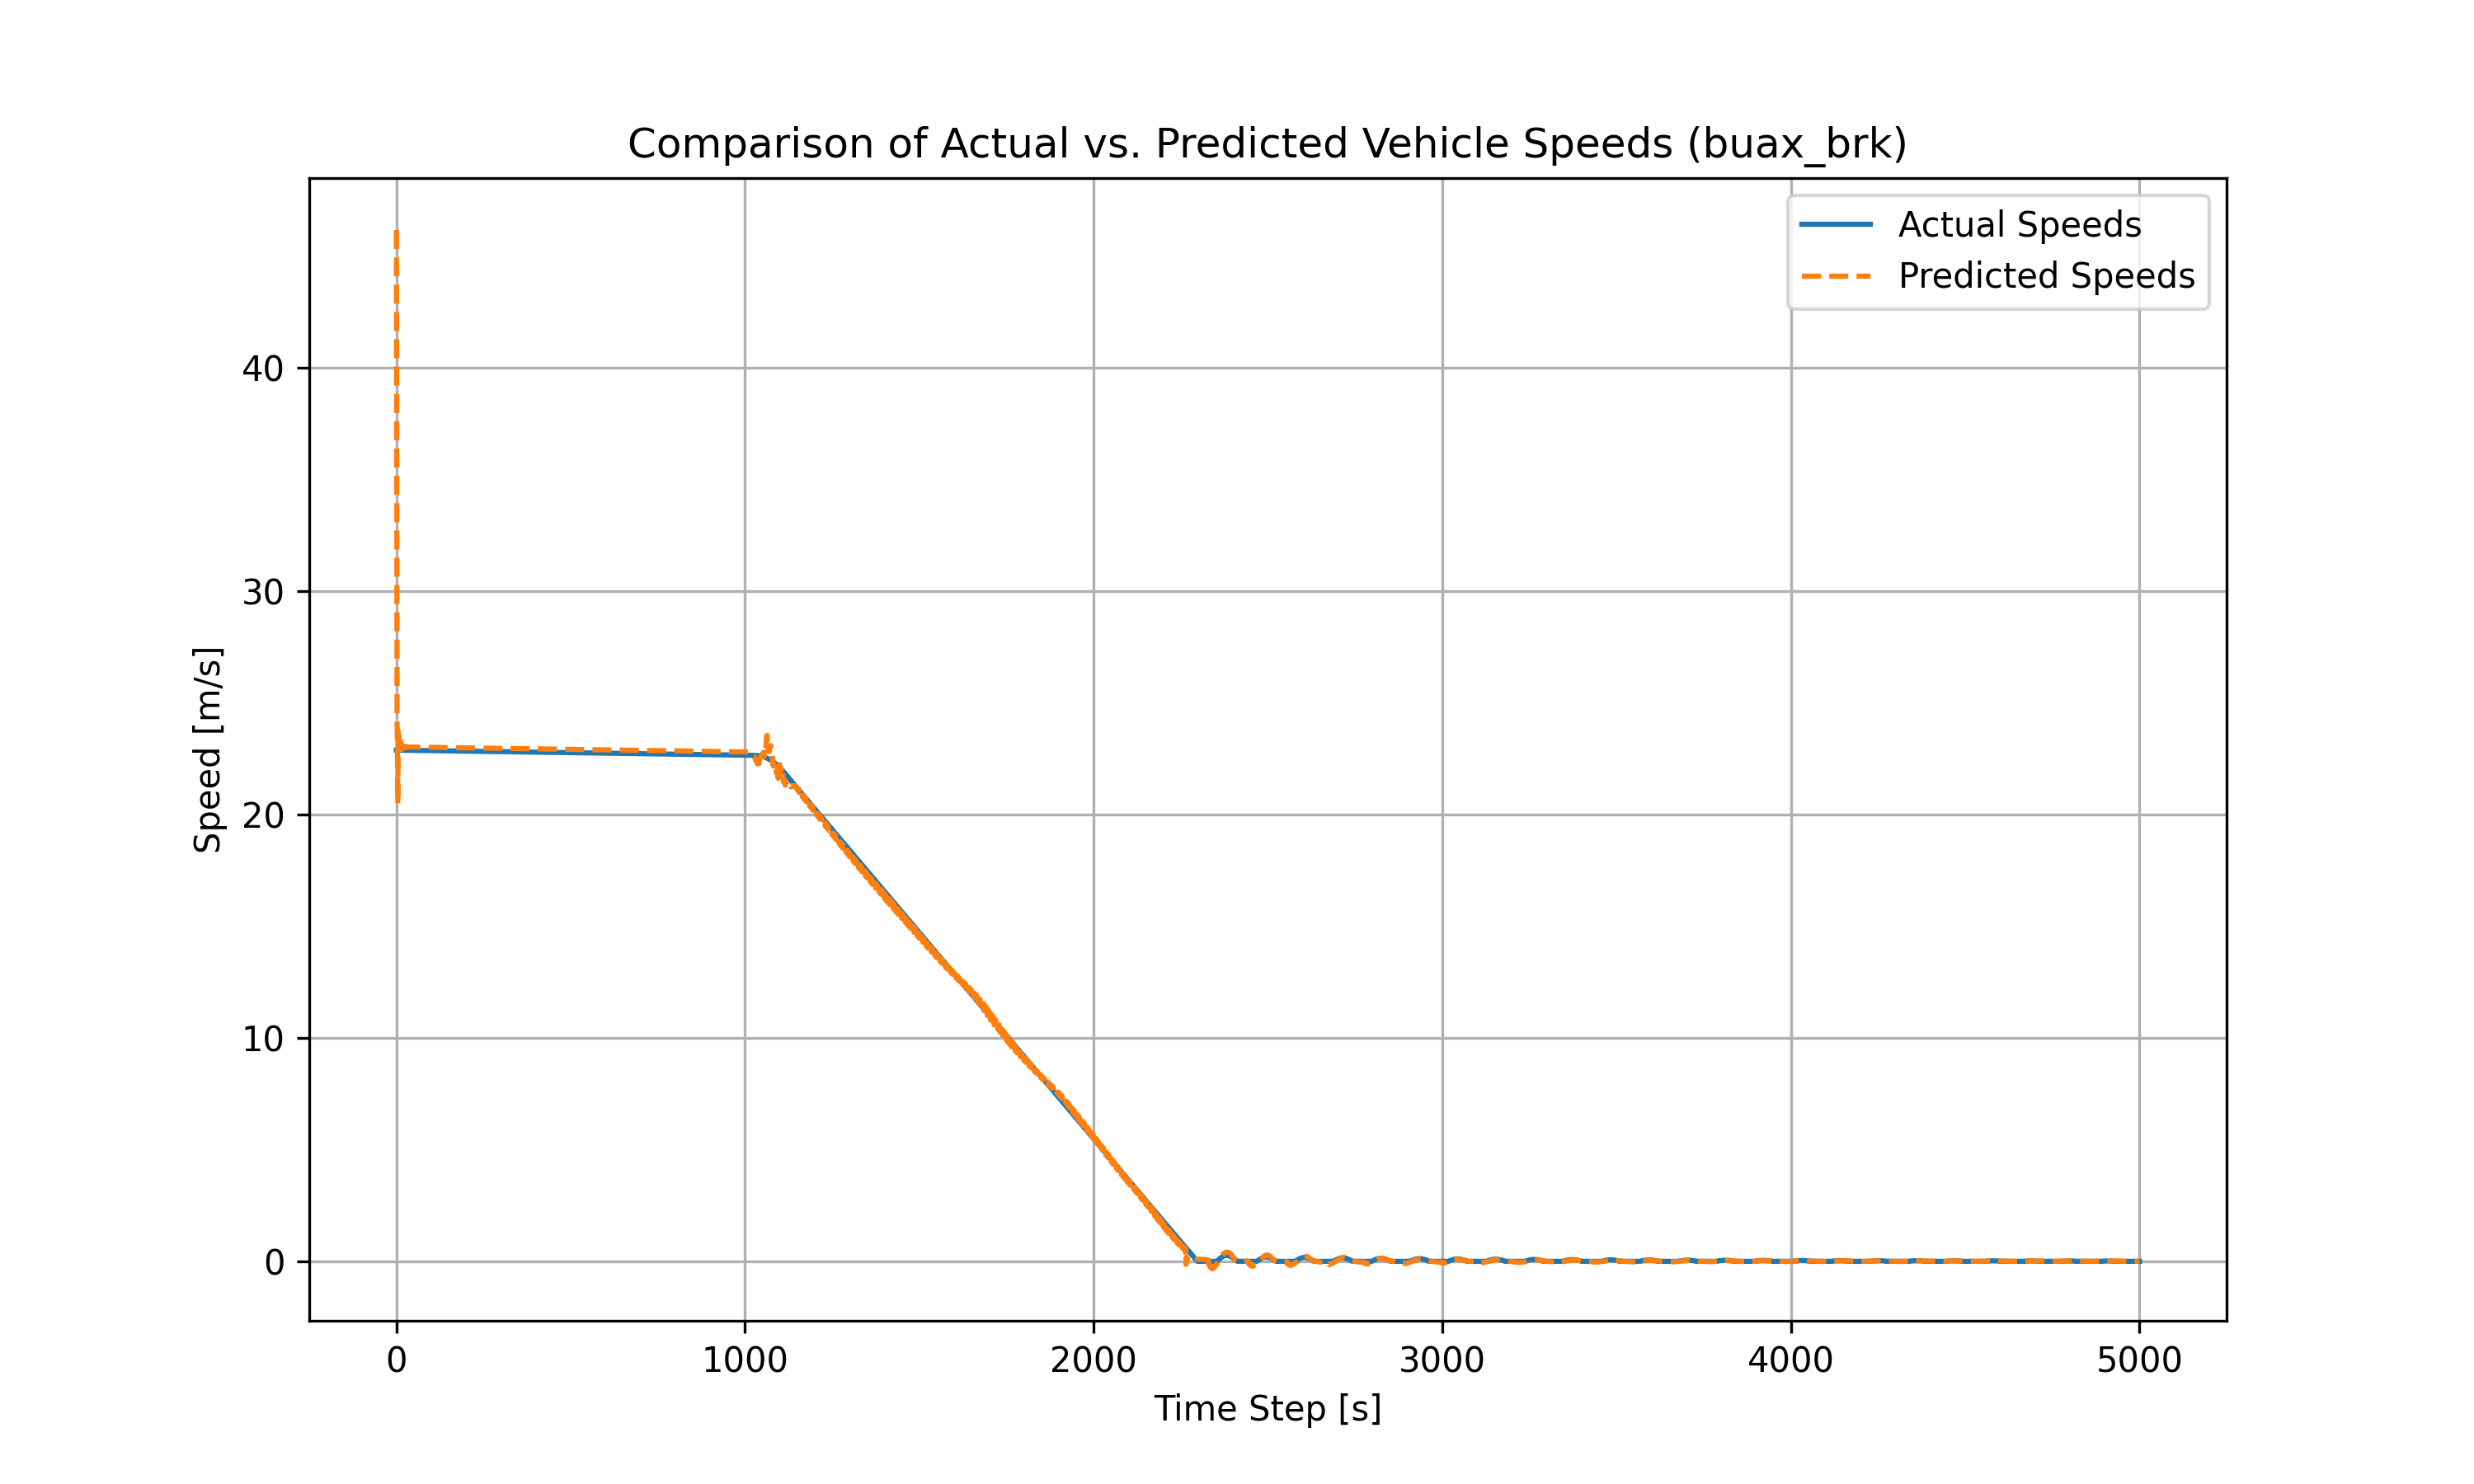 Comparison of Actual vs. Predicted Vehicle Speeds (buax_brk)
Actual Speeds
Predicted Speeds
Speed [m/s]
40
30
20
10
0
0 1000 2000 3000 4000 5000
Time Step [s]